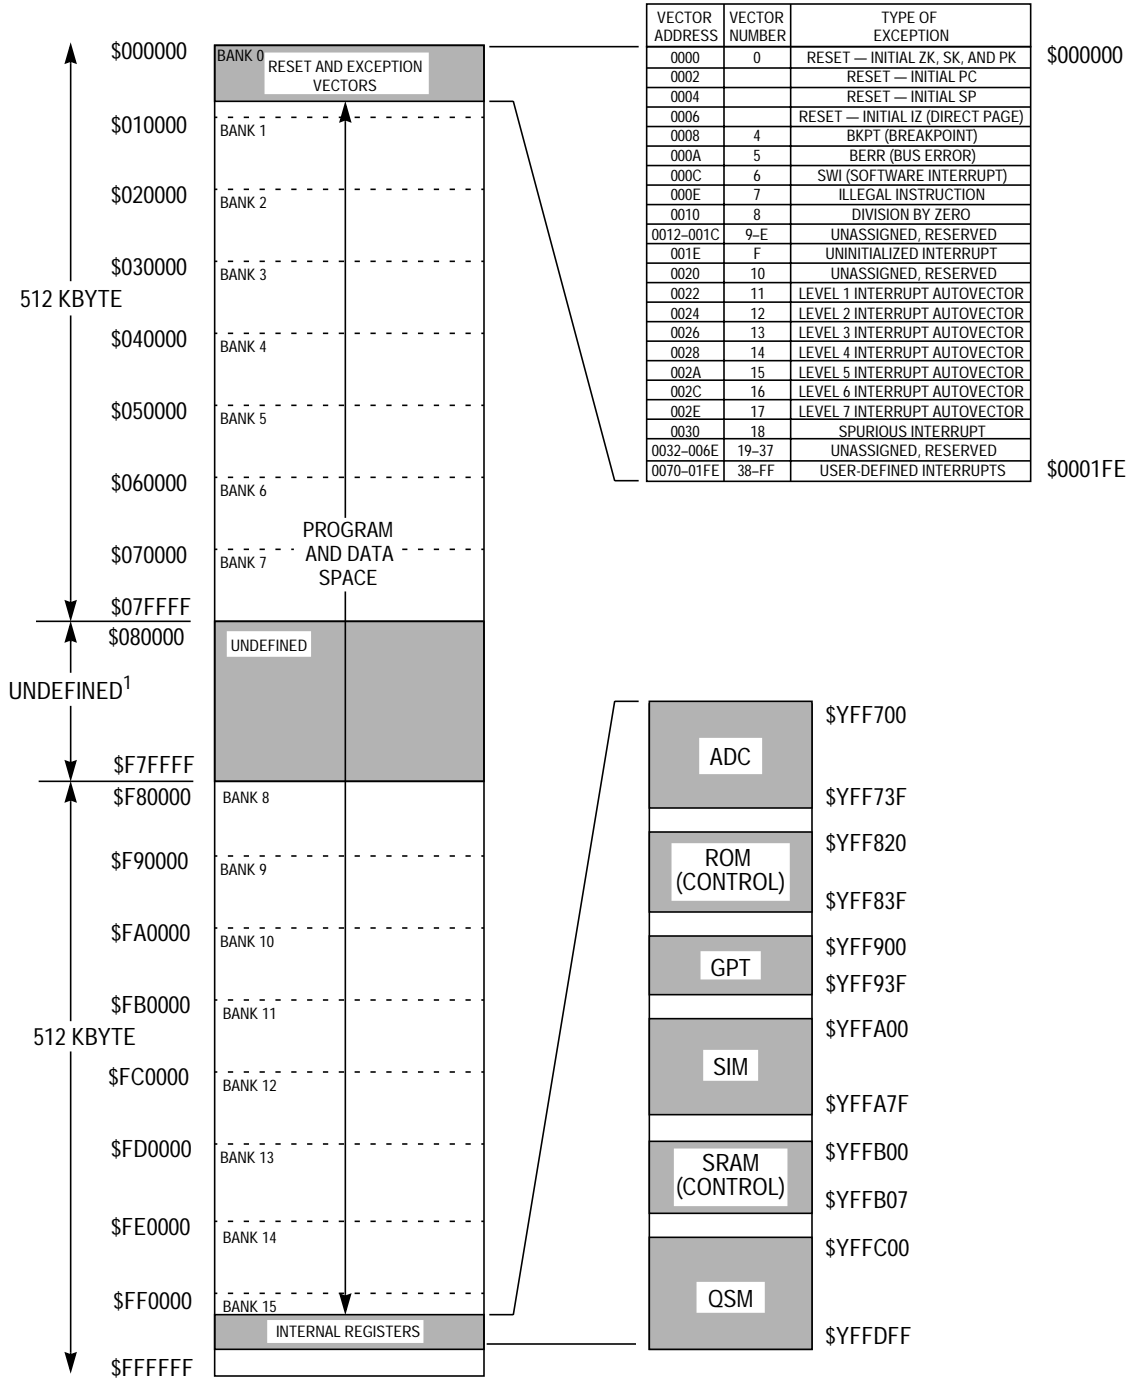 VECTOR ADDRESS VECTOR NUMBER TYPE OF EXCEPTION
0000 0 RESET — INITIAL ZK, SK, AND PK
0002 RESET — INITIAL PC
0004 RESET — INITIAL SP
0006 RESET — INITIAL IZ (DIRECT PAGE)
0008 4 BKPT (BREAKPOINT)
000A 5 BERR (BUS ERROR)
000C 6 SWI (SOFTWARE INTERRUPT)
000E 7 ILLEGAL INSTRUCTION
0010 8 DIVISION BY ZERO
0012–001C 9–E UNASSIGNED, RESERVED
001E F UNINITIALIZED INTERRUPT
0020 10 UNASSIGNED, RESERVED
0022 11 LEVEL 1 INTERRUPT AUTOVECTOR
0024 12 LEVEL 2 INTERRUPT AUTOVECTOR
0026 13 LEVEL 3 INTERRUPT AUTOVECTOR
0028 14 LEVEL 4 INTERRUPT AUTOVECTOR
002A 15 LEVEL 5 INTERRUPT AUTOVECTOR
002C 16 LEVEL 6 INTERRUPT AUTOVECTOR
002E 17 LEVEL 7 INTERRUPT AUTOVECTOR
0030 18 SPURIOUS INTERRUPT
0032–006E 19–37 UNASSIGNED, RESERVED
0070–01FE 38–FF USER-DEFINED INTERRUPTS
$000000
$0001FE
$000000
BANK 0
RESET AND EXCEPTION
VECTORS
$010000
BANK 1
$020000
BANK 2
$030000
BANK 3
512 KBYTE
$040000
BANK 4
$050000
BANK 5
$060000
BANK 6
$070000
BANK 7
PROGRAM
AND DATA
SPACE
$07FFFF
$080000
UNDEFINED
UNDEFINED1
$F7FFFF
$F80000
BANK 8
$F90000
BANK 9
$FA0000
BANK 10
$FB0000
BANK 11
512 KBYTE
$FC0000
BANK 12
$FD0000
BANK 13
$FE0000
BANK 14
$FF0000
BANK 15
INTERNAL REGISTERS
$FFFFFF
$YFF700
ADC
$YFF73F
$YFF820
ROM
(CONTROL)
$YFF83F
$YFF900
GPT
$YFF93F
$YFFA00
SIM
$YFFA7F
$YFFB00
SRAM
(CONTROL)
$YFFB07
$YFFC00
QSM
$YFFDFF